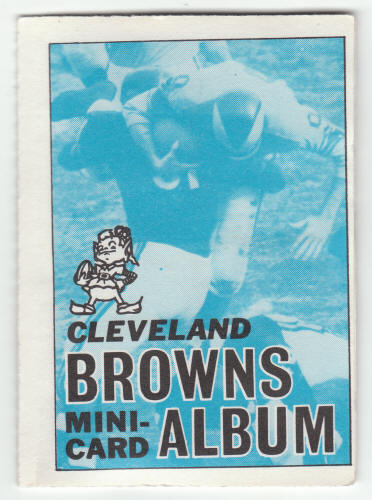 CLEVELAND
BROWNS
MINI-
CARD ALBUM